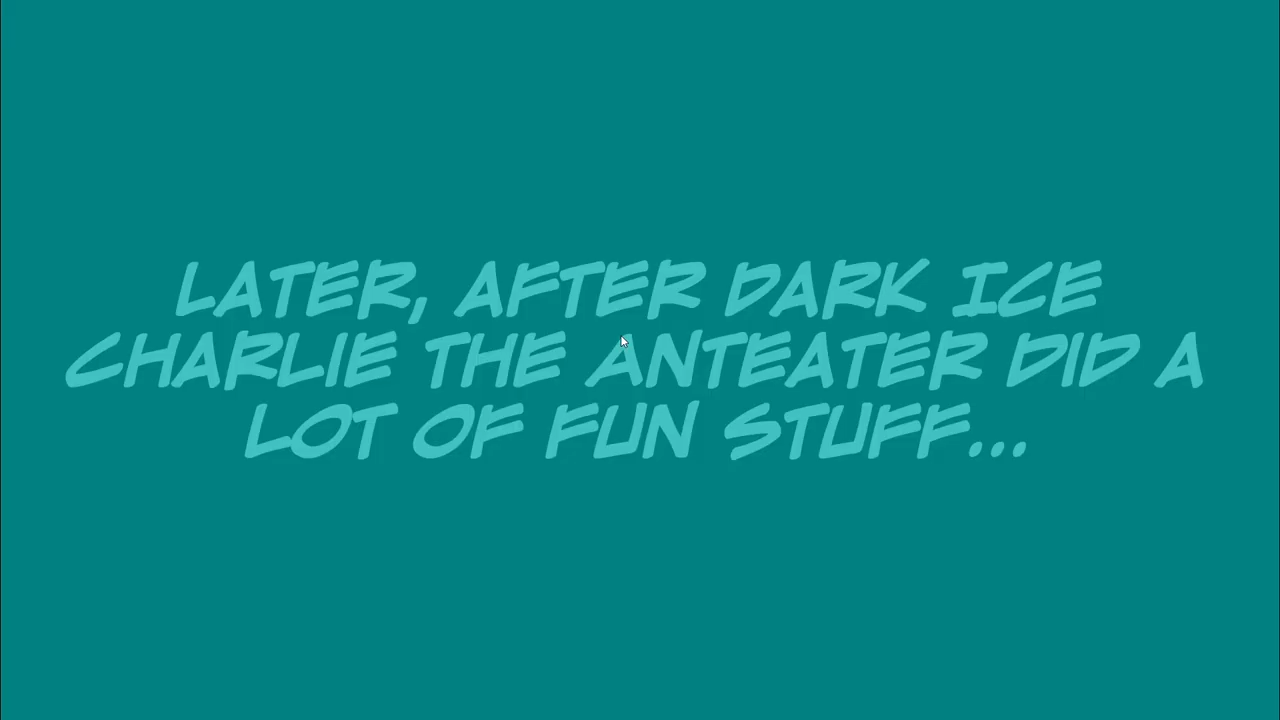 LATER, AFTER DARK ICE
CHARLIE THE ANTEATER DID A
LOT OF FUN STUFF...